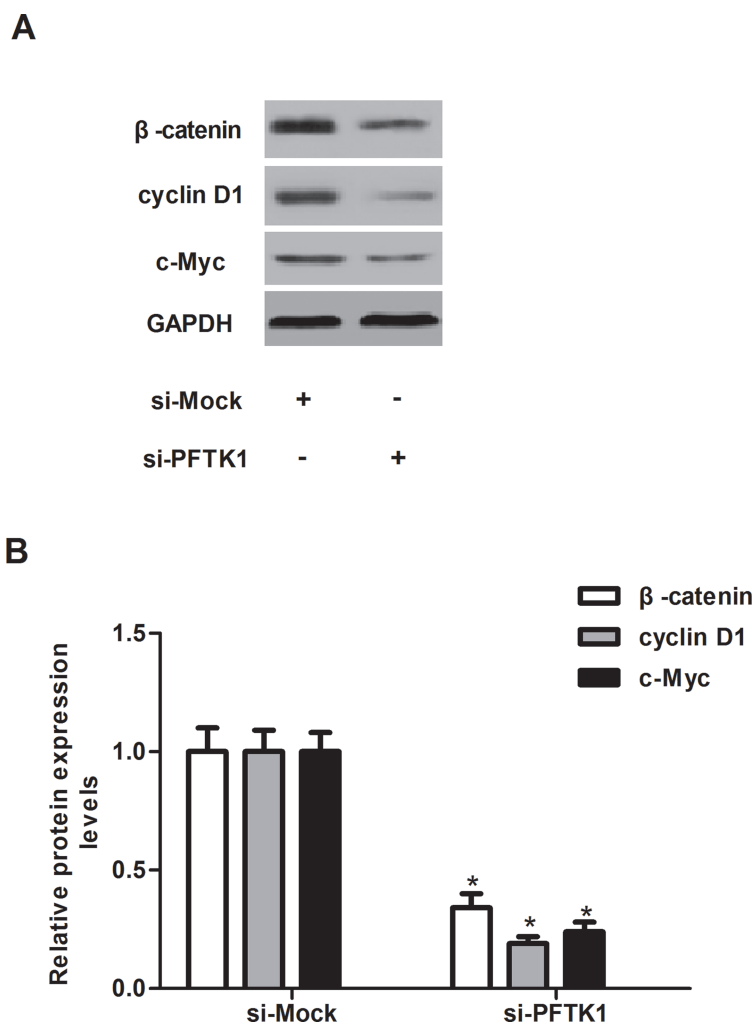 A
β -catenin
cyclin D1
c-Myc
GAPDH
si-Mock + -
si-PFTK1 - +
B
β -catenin
cyclin D1
c-Myc
Relative protein expression
levels
1.5
1.0
0.5
0.0
* * *
si-Mock si-PFTK1